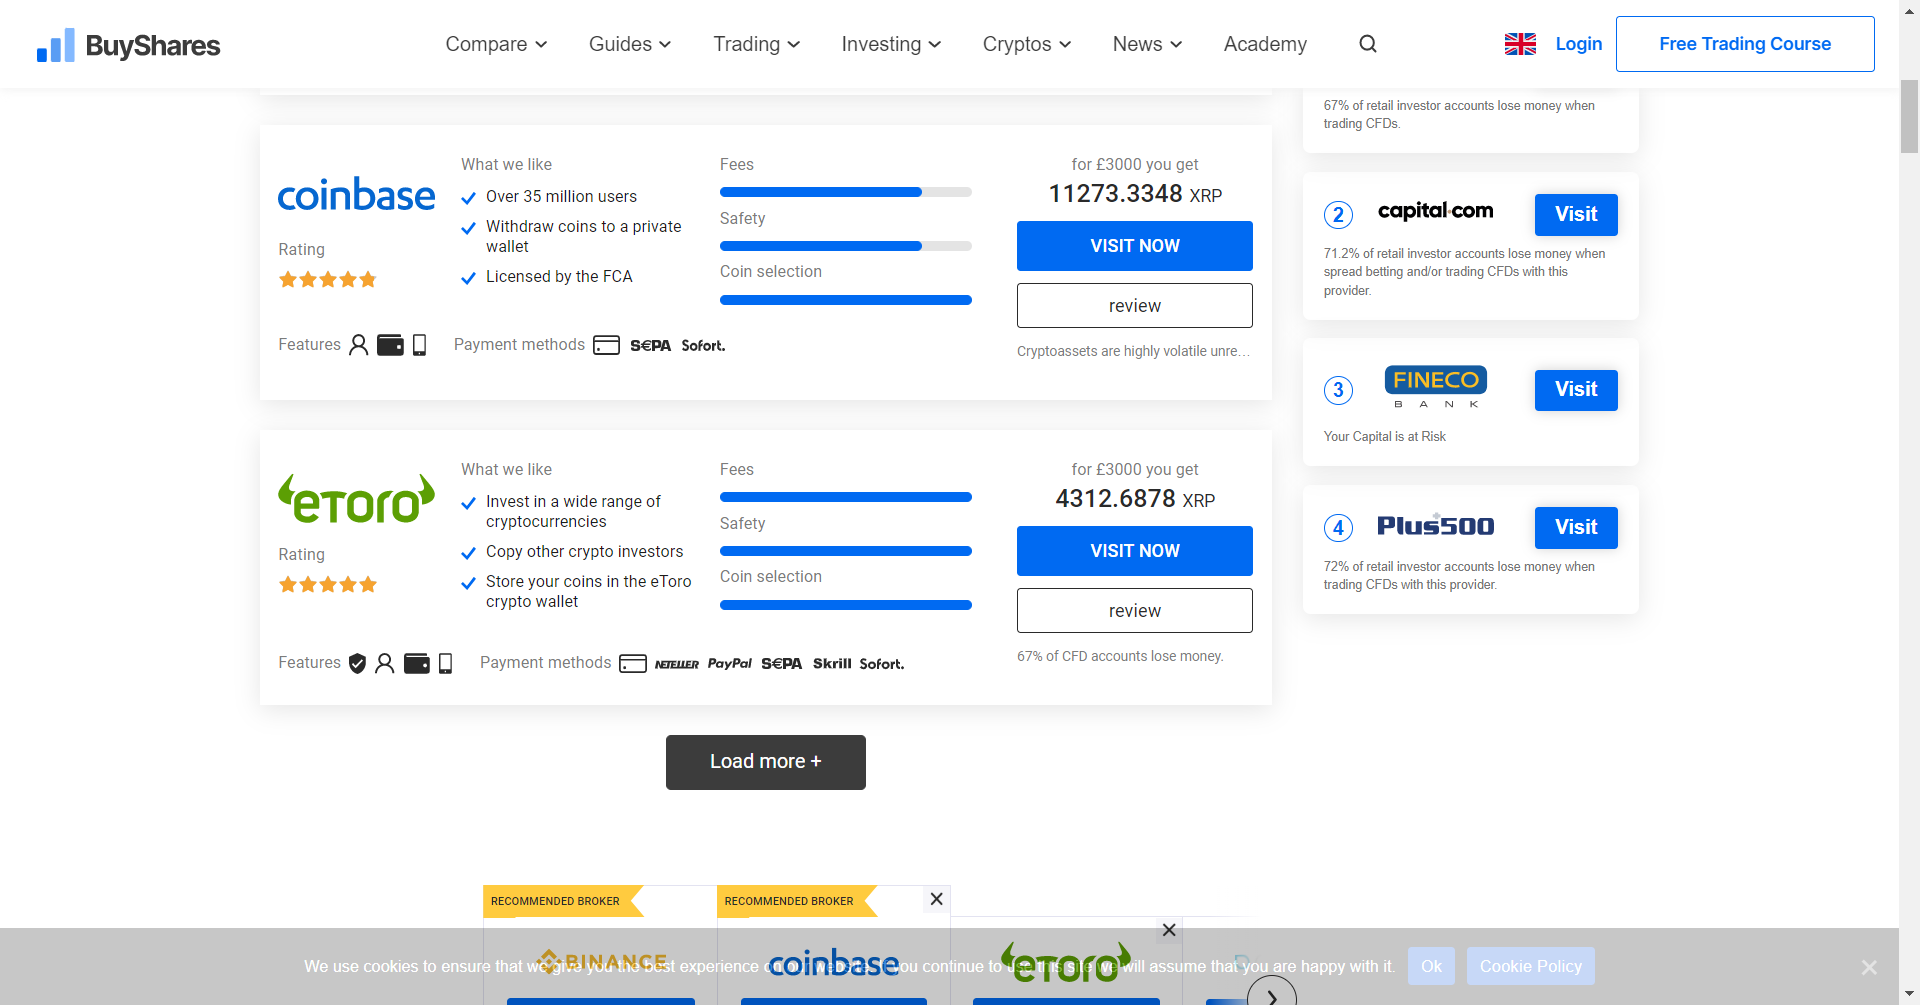 BuyShares
Compare
Guides
Trading
Investing
Cryptos
News
Academy
Login
Free Trading Course
67% of retail investor accounts lose money when
trading CFDs.
coinbase
Rating
What we like
Over 35 million users
Withdraw coins to a private
wallet
Licensed by the FCA
Fees
Safety
Coin selection
for £3000 you get
11273.3348 XRP
VISIT NOW
review
Cryptoassets are highly volatile unre...
Features
Payment methods
S€PA
Sofort.
2
capital.com
Visit
71.2% of retail investor accounts lose money when
spread betting and/or trading CFDs with this
provider.
3
FINECO
BANK
Visit
Your Capital is at Risk
4
Plus500
Visit
72% of retail investor accounts lose money when
trading CFDs with this provider.
eToro
Rating
What we like
Invest in a wide range of
cryptocurrencies
Copy other crypto investors
Store your coins in the eToro
crypto wallet
Fees
Safety
Coin selection
for £3000 you get
4312.6878 XRP
VISIT NOW
review
67% of CFD accounts lose money.
Features
Payment methods
NETELLER
PayPal
S€PA
Skrill
Sofort.
Load more +
RECOMMENDED BROKER
RECOMMENDED BROKER
BINANCE
coinbase
eToro
We use cookies to ensure that we give you the best experience on our website. If you continue to use this site we will assume that you are happy with it.
Ok
Cookie Policy